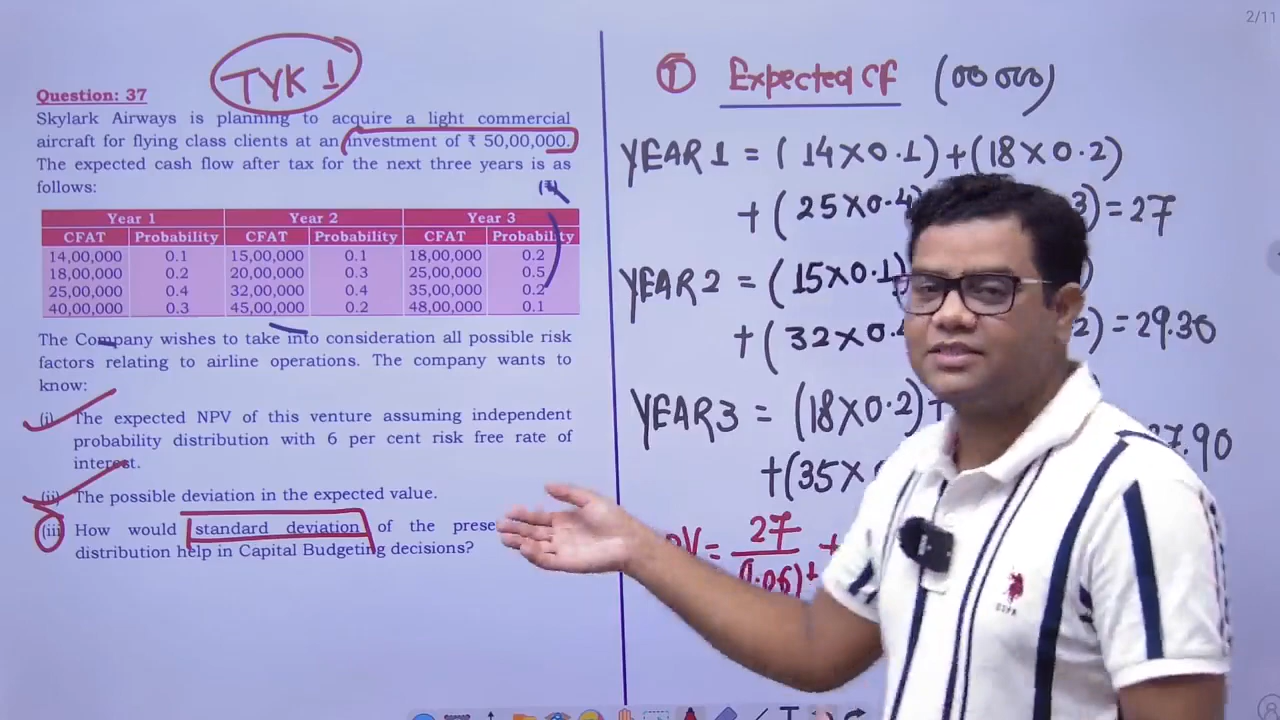 2/11
TYK 1
Question: 37
Skylark Airways is planning to acquire a light commercial
aircraft for flying class clients at an investment of ₹ 50,00,000.
The expected cash flow after tax for the next three years is as
follows:
(₹)
Year 1 Year 2 Year 3
CFAT Probability CFAT Probability CFAT Probability
14,00,000 0.1 15,00,000 0.1 18,00,000 0.2
18,00,000 0.2 20,00,000 0.3 25,00,000 0.5
25,00,000 0.4 32,00,000 0.4 35,00,000 0.2
40,00,000 0.3 45,00,000 0.2 48,00,000 0.1
The Company wishes to take into consideration all possible risk
factors relating to airline operations. The company wants to
know:
(i) The expected NPV of this venture assuming independent
probability distribution with 6 per cent risk free rate of
interest.
(ii) The possible deviation in the expected value.
(iii) How would standard deviation of the prese
distribution help in Capital Budgeting decisions?
① Expected CF (00 000)
YEAR 1 = (14 X 0.1) + (18 X 0.2)
+ (25 X 0.4) 3) = 27
YEAR 2 = (15 X 0.1)
+ (32 X 0. 2) = 29.30
YEAR 3 = (18 X 0.2) +
+ (35 X 7.90
PV = 27 +
(1.06)¹